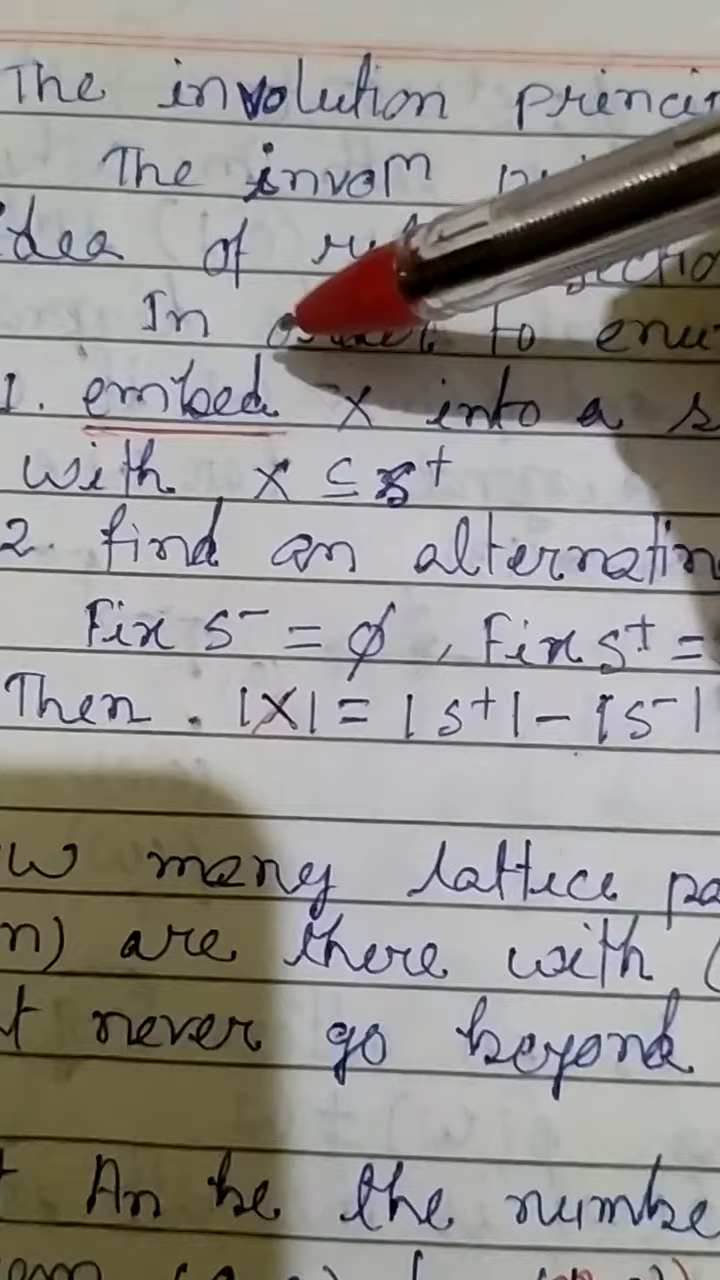 The involution princi
The invom
idea of
In to enu
1. embed x into a s
with x ⊆ s⁺
2. find an alternatin
Fix s⁻ = ϕ, Fix s⁺ =
Then . |X| = |s⁺| - |s⁻|
w many lattice pa
n) are there with (
t never go beyond
An be the numbe